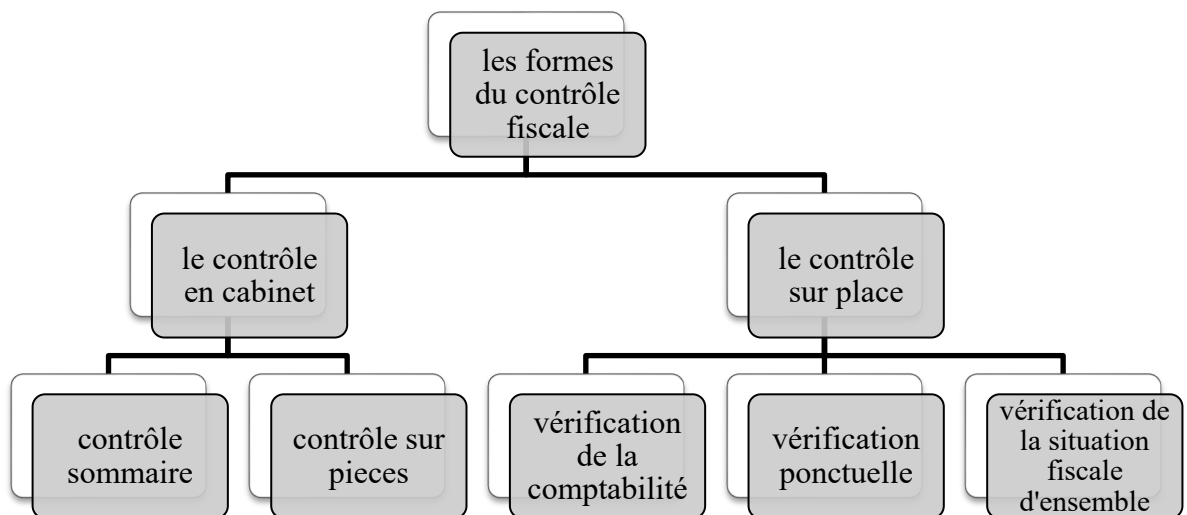 les formes
du contrôle
fiscale
le contrôle
en cabinet
le contrôle
sur place
contrôle
sommaire
contrôle sur
pieces
vérification
de la
comptabilité
vérification
ponctuelle
vérification de
la situation
fiscale
d'ensemble